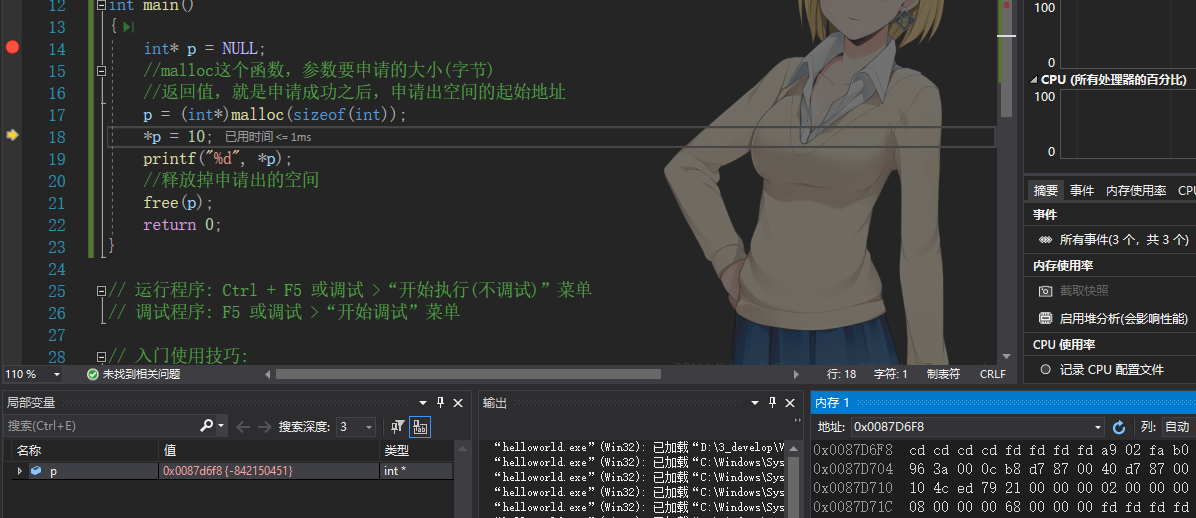 12 int main()
13 {
14 int* p = NULL;
15 //malloc这个函数，参数要申请的大小(字节)
16 //返回值，就是申请成功之后，申请出空间的起始地址
17 p = (int*)malloc(sizeof(int));
18 *p = 10; 已用时间 <= 1ms
19 printf("%d", *p);
20 //释放掉申请出的空间
21 free(p);
22 return 0;
23 }
24
25 // 运行程序: Ctrl + F5 或调试 >“开始执行(不调试)”菜单
26 // 调试程序: F5 或调试 >“开始调试”菜单
27
28 // 入门使用技巧:
110 % 未找到相关问题 行: 18 字符: 1 制表符 CRLF
100
0
CPU (所有处理器的百分比)
100
0
摘要 事件 内存使用率 CPU
事件
所有事件(3 个，共 3 个)
内存使用率
截取快照
启用堆分析(会影响性能)
CPU 使用率
记录 CPU 配置文件
局部变量
搜索(Ctrl+E) 搜索深度: 3
名称 值 类型
p 0x0087d6f8 {-842150451} int *
输出
“helloworld.exe”(Win32): 已加载“D:\3_develop\V
“helloworld.exe”(Win32): 已加载“C:\Windows\Sys
“helloworld.exe”(Win32): 已加载“C:\Windows\Sys
“helloworld.exe”(Win32): 已加载“C:\Windows\Sys
“helloworld.exe”(Win32): 已加载“C:\Windows\Sys
内存 1
地址: 0x0087D6F8 列: 自动
0x0087D6F8 cd cd cd cd fd fd fd fd a9 02 fa b0
0x0087D704 96 3a 00 0c b8 d7 87 00 40 d7 87 00
0x0087D710 10 4c ed 79 21 00 00 00 02 00 00 00
0x0087D71C 08 00 00 00 68 00 00 00 fd fd fd fd